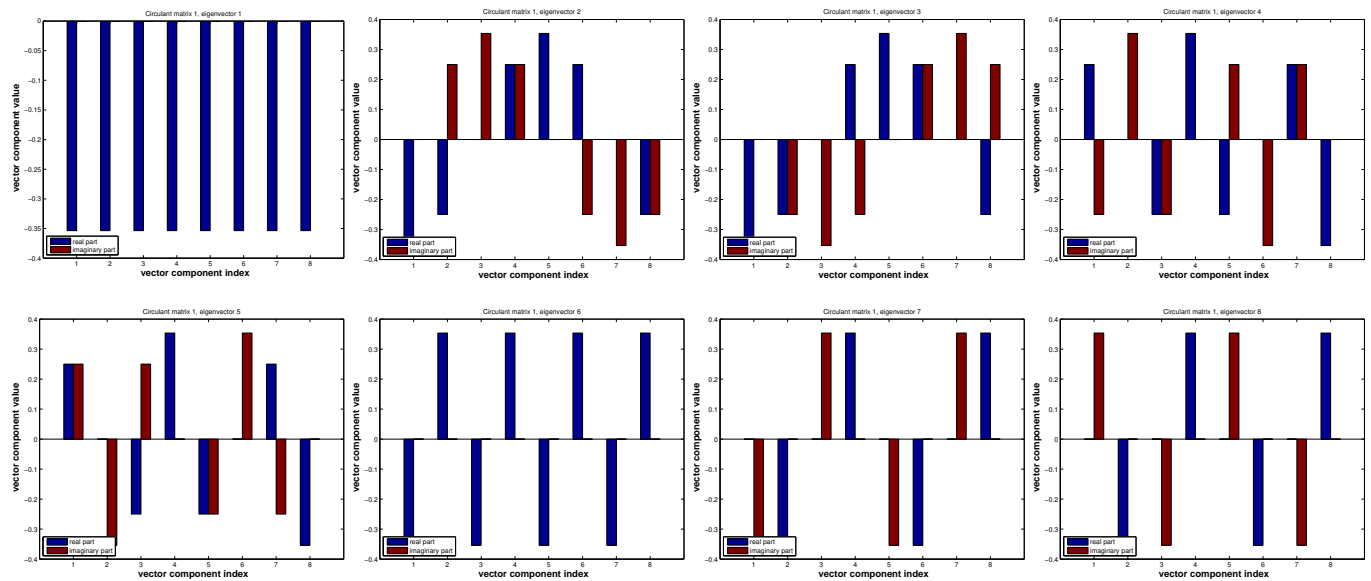 Circulant matrix 1, eigenvector 1
0
−0.05
−0.1
−0.15
−0.2
−0.25
−0.3
−0.35
−0.4
vector component value
real part
imaginary part
1 2 3 4 5 6 7 8
vector component index
Circulant matrix 1, eigenvector 2
0.4
0.3
0.2
0.1
0
−0.1
−0.2
−0.3
−0.4
vector component value
real part
imaginary part
1 2 3 4 5 6 7 8
vector component index
Circulant matrix 1, eigenvector 3
0.4
0.3
0.2
0.1
0
−0.1
−0.2
−0.3
−0.4
vector component value
real part
imaginary part
1 2 3 4 5 6 7 8
vector component index
Circulant matrix 1, eigenvector 4
0.4
0.3
0.2
0.1
0
−0.1
−0.2
−0.3
−0.4
vector component value
real part
imaginary part
1 2 3 4 5 6 7 8
vector component index
Circulant matrix 1, eigenvector 5
0.4
0.3
0.2
0.1
0
−0.1
−0.2
−0.3
−0.4
vector component value
real part
imaginary part
1 2 3 4 5 6 7 8
vector component index
Circulant matrix 1, eigenvector 6
0.4
0.3
0.2
0.1
0
−0.1
−0.2
−0.3
−0.4
vector component value
real part
imaginary part
1 2 3 4 5 6 7 8
vector component index
Circulant matrix 1, eigenvector 7
0.4
0.3
0.2
0.1
0
−0.1
−0.2
−0.3
−0.4
vector component value
real part
imaginary part
1 2 3 4 5 6 7 8
vector component index
Circulant matrix 1, eigenvector 8
0.4
0.3
0.2
0.1
0
−0.1
−0.2
−0.3
−0.4
vector component value
real part
imaginary part
1 2 3 4 5 6 7 8
vector component index